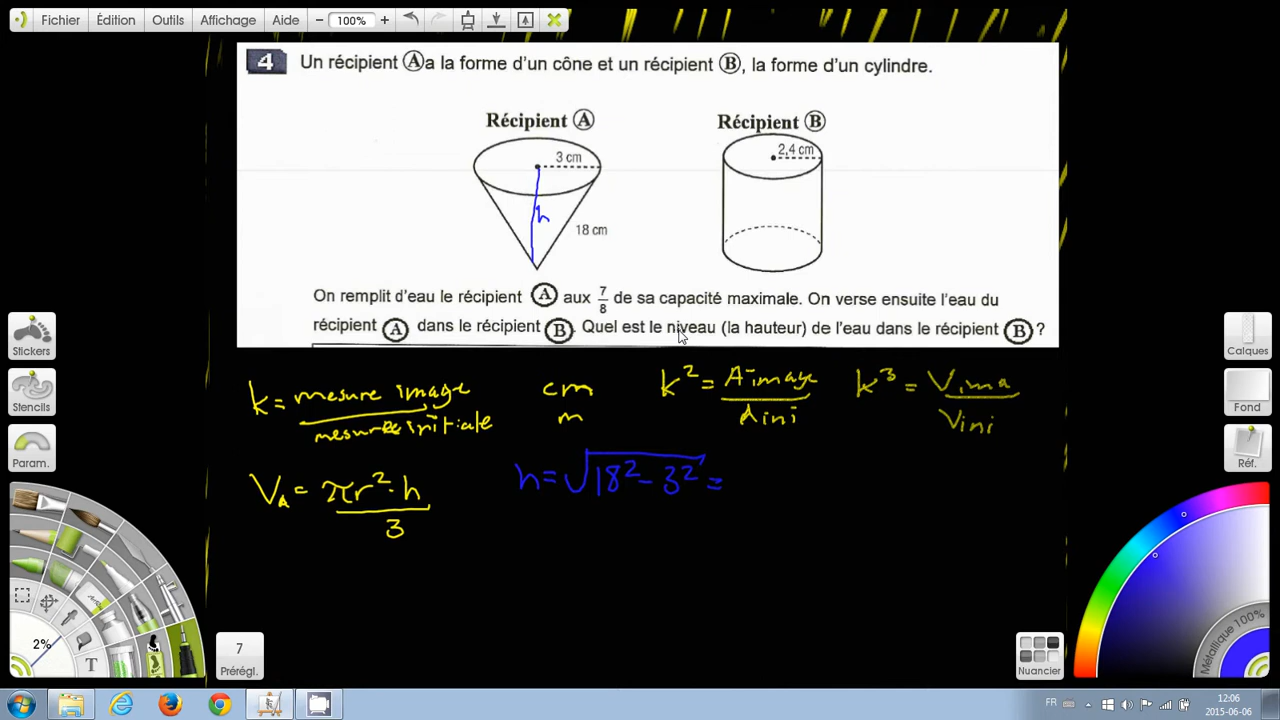 Fichier Édition Outils Affichage Aide − 100% +
4 Un récipient Ⓐa la forme d'un cône et un récipient Ⓑ, la forme d'un cylindre.
Récipient Ⓐ
Récipient Ⓑ
3 cm
2,4 cm
h
18 cm
On remplit d'eau le récipient Ⓐ aux 7/8 de sa capacité maximale. On verse ensuite l'eau du
récipient Ⓐ dans le récipient Ⓑ. Quel est le niveau (la hauteur) de l'eau dans le récipient Ⓑ ?
Stickers
Stencils
Param.
Calques
Fond
Réf.
k = mesure image / mesure initiale
cm
m
k² = A image / A ini
k³ = V ima / V ini
V_A = πr²·h / 3
h = √18² − 3² =
2%
T
7
Prérégl.
Métallique 100%
Nuancier
FR
12:06
2015-06-06